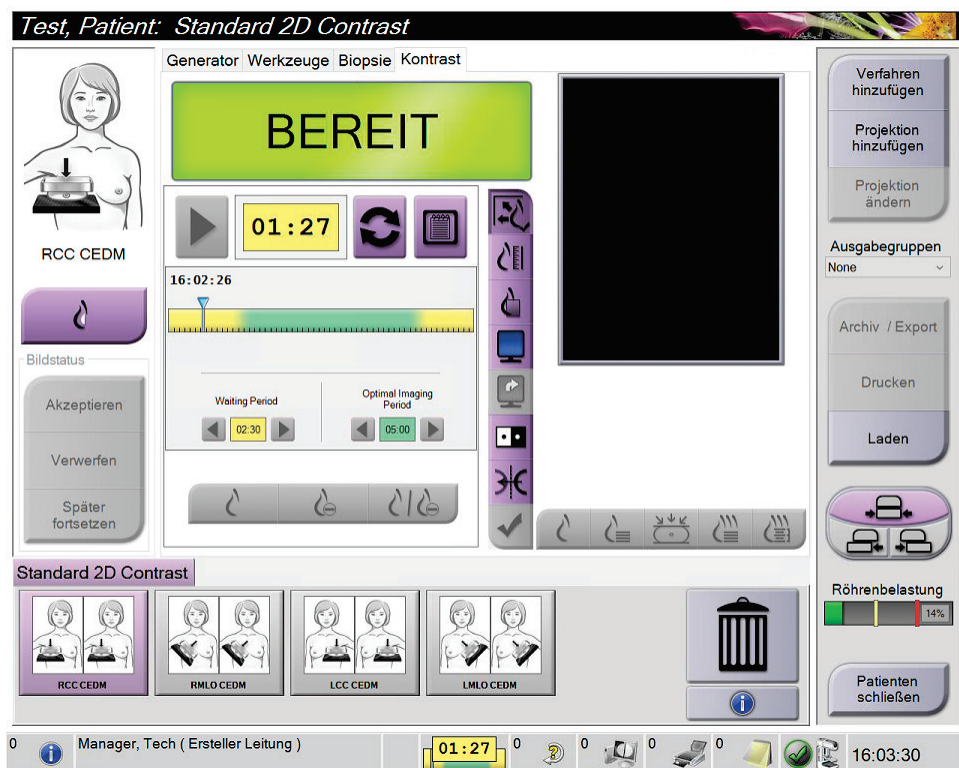 Test, Patient:  Standard 2D Contrast
RCC CEDM
Bildstatus
Akzeptieren
Verwerfen
Später
fortsetzen
Generator Werkzeuge Biopsie Kontrast
BEREIT
01:27
16:02:26
Waiting Period
02:30
Optimal Imaging
Period
05:00
Verfahren
hinzufügen
Projektion
hinzufügen
Projektion
ändern
Ausgabegruppen
None
Archiv / Export
Drucken
Laden
Röhrenbelastung
14%
Patienten
schließen
Standard 2D Contrast
RCC CEDM
RMLO CEDM
LCC CEDM
LMLO CEDM
0
Manager, Tech ( Ersteller Leitung )
01:27
0
0
0
0
16:03:30